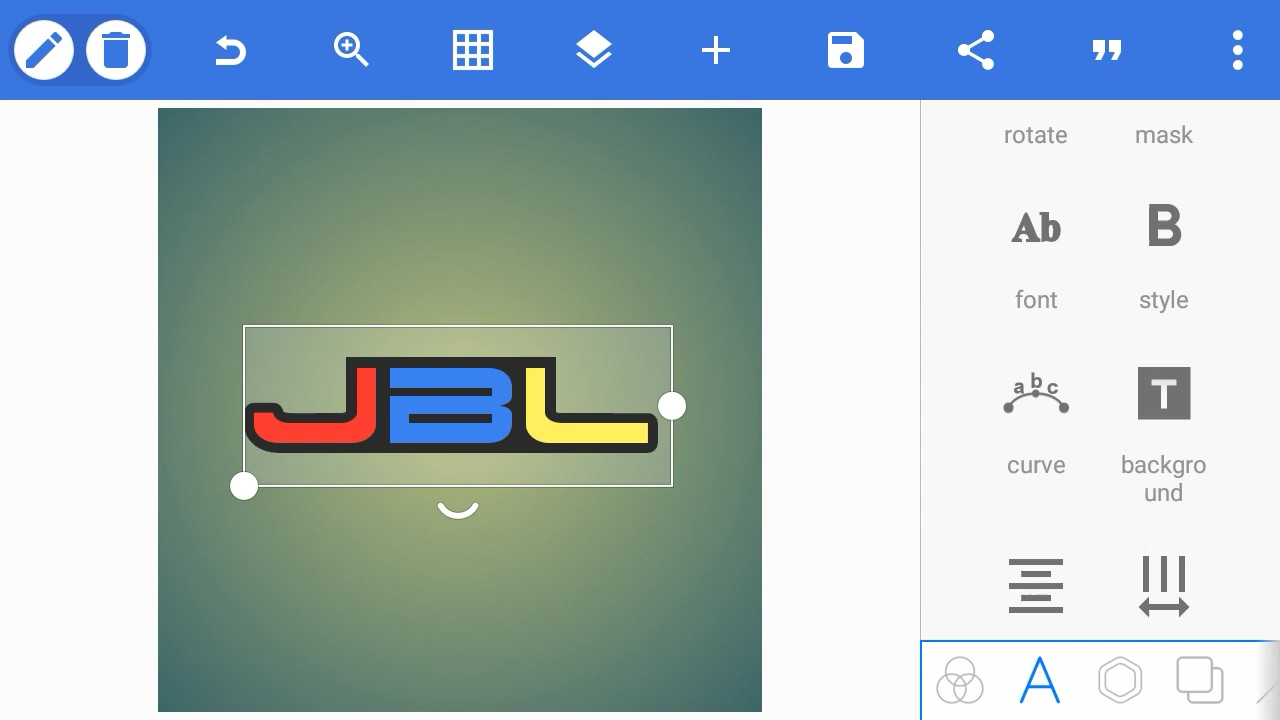 rotate
mask
Ab
B
font
style
abc
T
curve
backgro
und
JBL
A